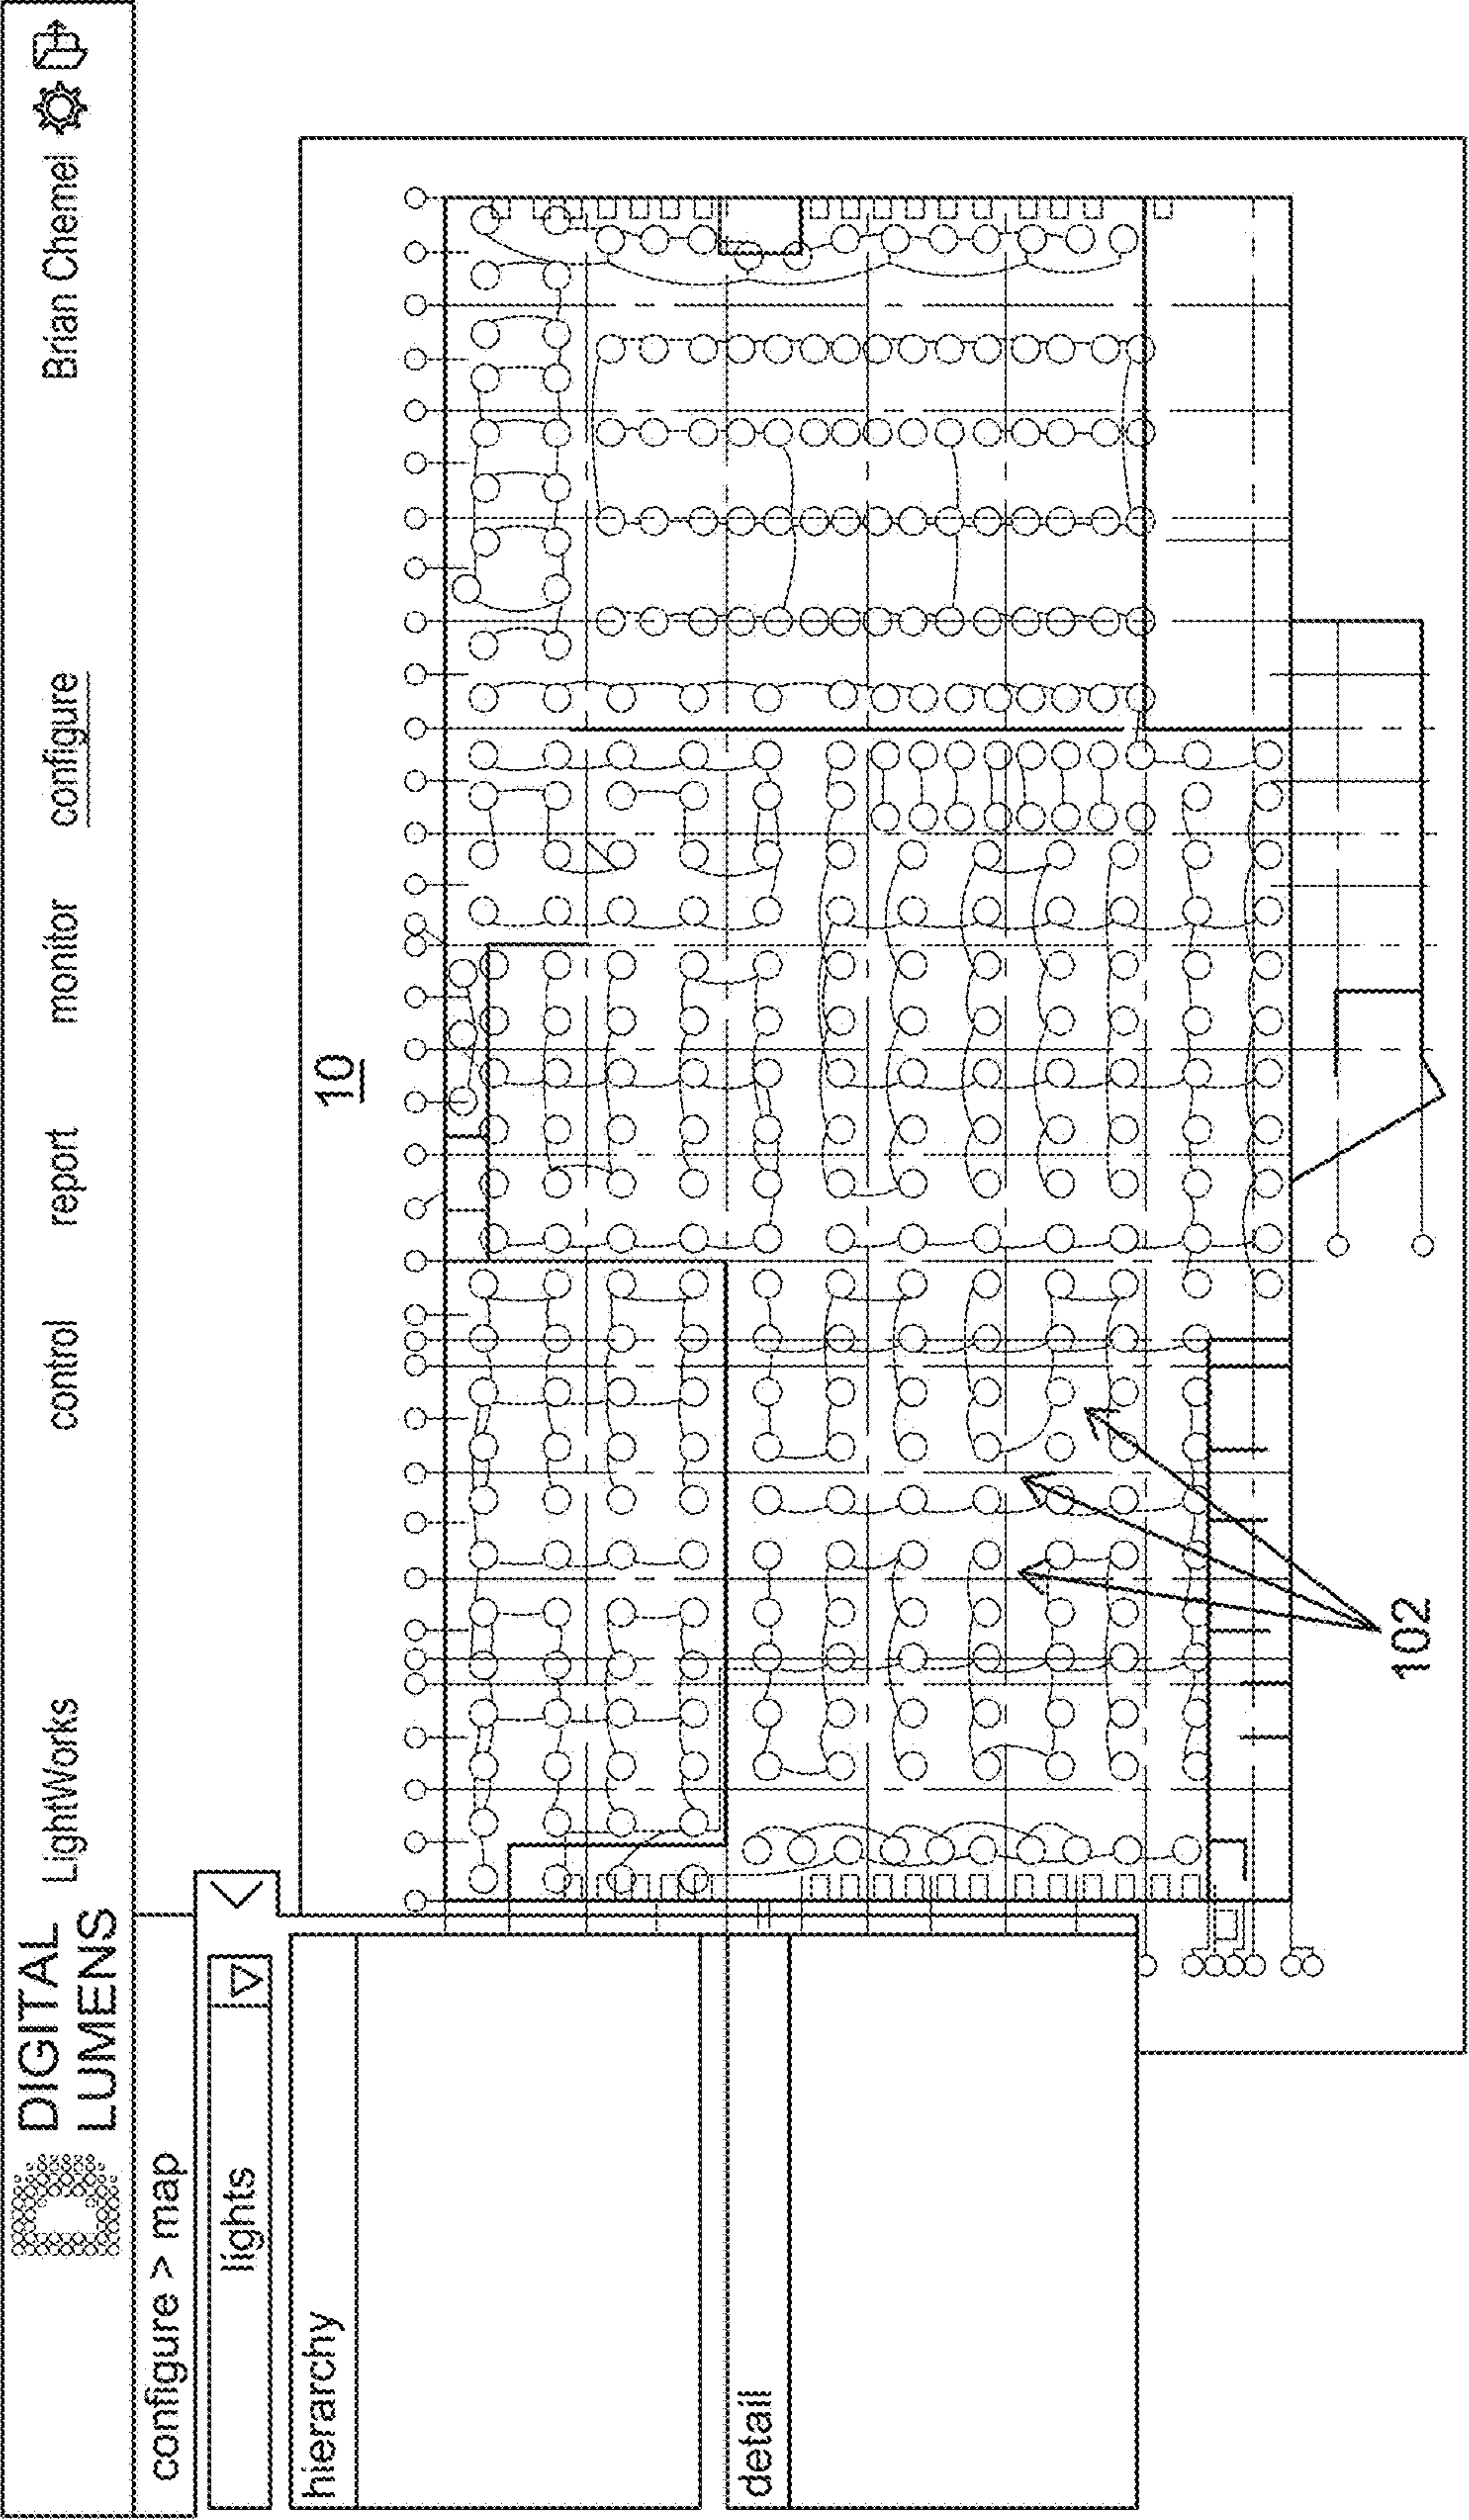 DIGITAL
LUMENS
LightWorks
control
report
monitor
configure
Brian Chemel
configure > map
lights
hierarchy
detail
10
102